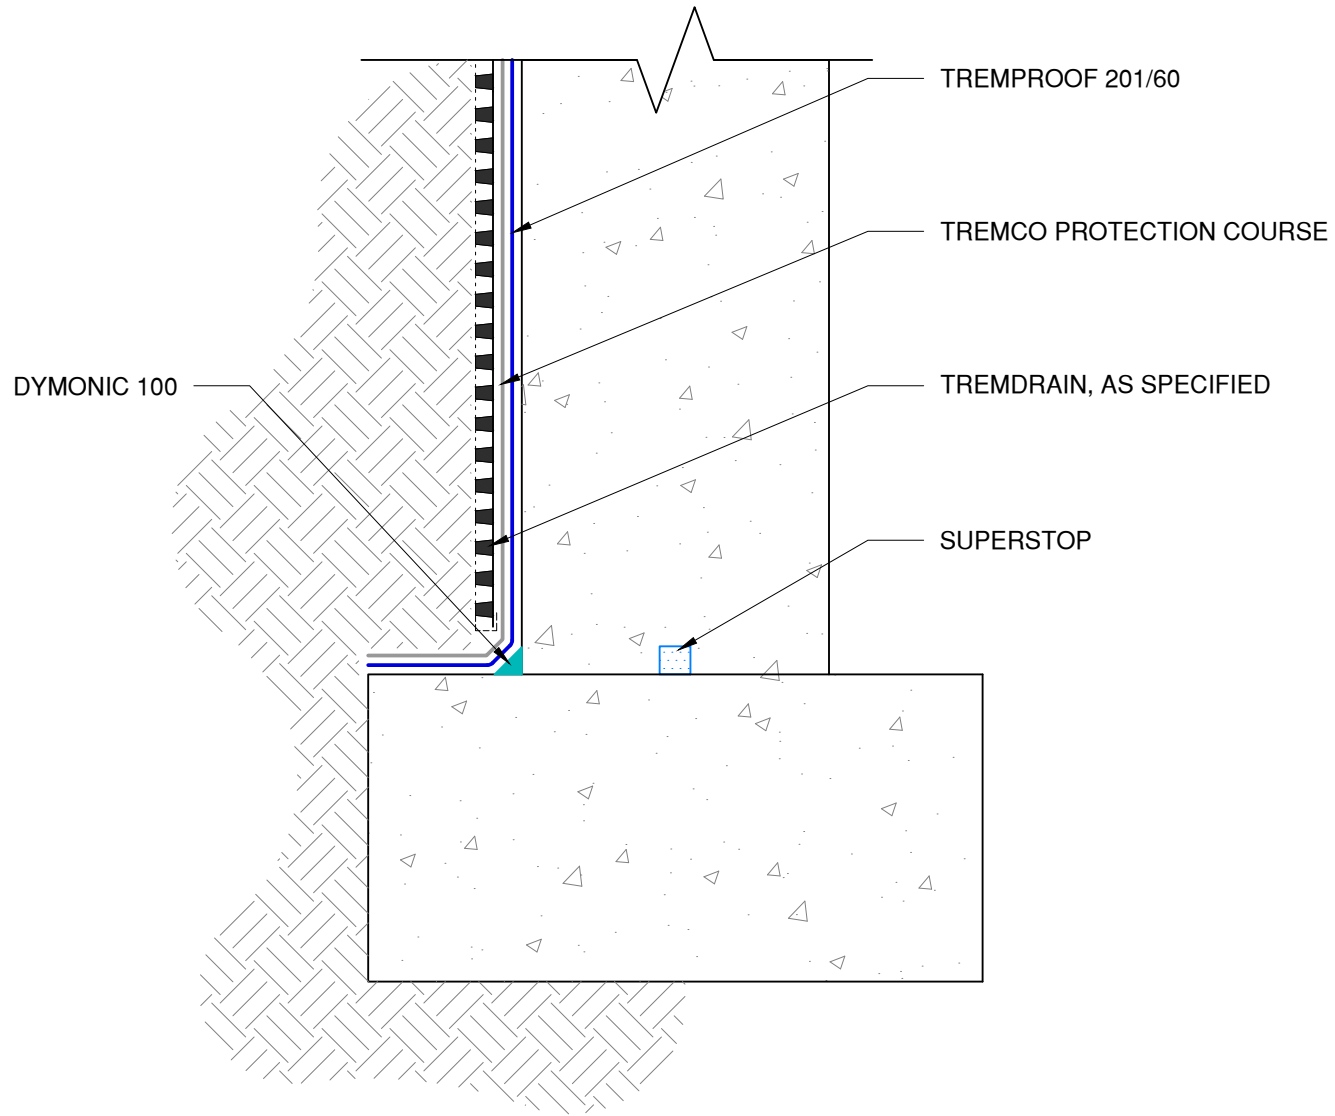 TREMPROOF 201/60
TREMCO PROTECTION COURSE
DYMONIC 100
TREMDRAIN, AS SPECIFIED
SUPERSTOP